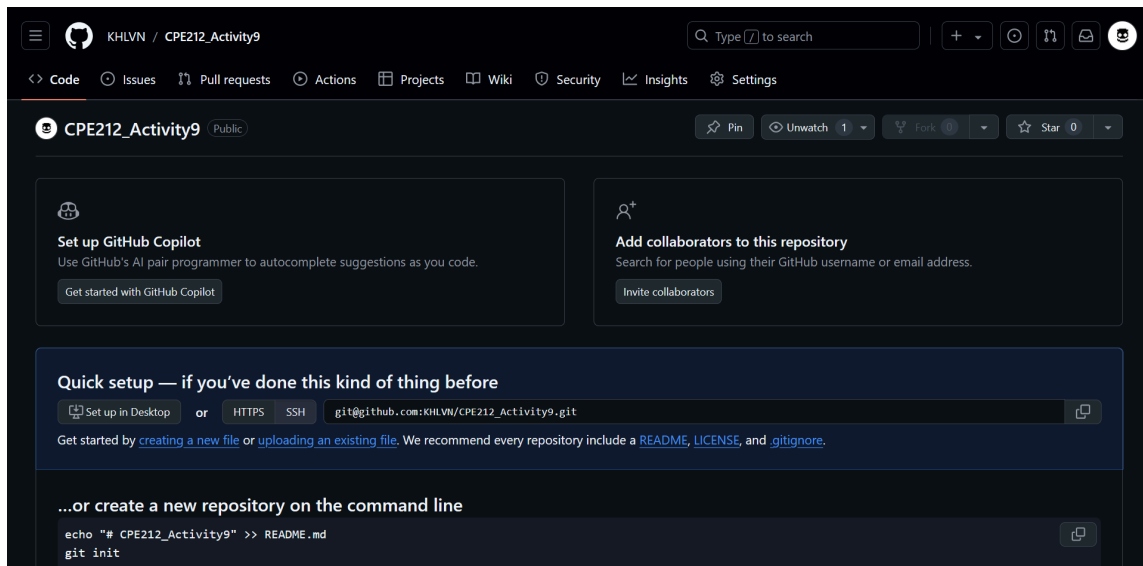 KHLVN / CPE212_Activity9
Type / to search
Code Issues Pull requests Actions Projects Wiki Security Insights Settings
CPE212_Activity9 Public
Pin Unwatch 1 Fork 0 Star 0
Set up GitHub Copilot
Use GitHub's AI pair programmer to autocomplete suggestions as you code.
Get started with GitHub Copilot
Add collaborators to this repository
Search for people using their GitHub username or email address.
Invite collaborators
Quick setup — if you've done this kind of thing before
Set up in Desktop or HTTPS SSH git@github.com:KHLVN/CPE212_Activity9.git
Get started by creating a new file or uploading an existing file. We recommend every repository include a README, LICENSE, and .gitignore.
...or create a new repository on the command line
echo "# CPE212_Activity9" >> README.md
git init